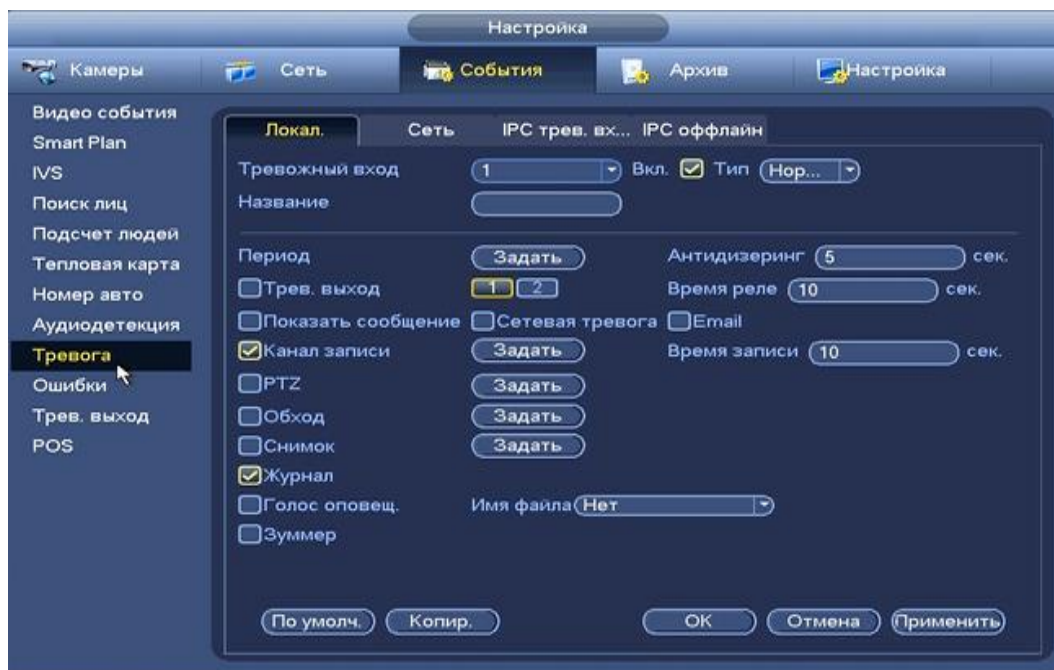 Настройка
Камеры Сеть События Архив Настройка
Видео события
Smart Plan
IVS
Поиск лиц
Подсчет людей
Тепловая карта
Номер авто
Аудиодетекция
Тревога
Ошибки
Трев. выход
POS
Локал. Сеть IPC трев. вх... IPC оффлайн
Тревожный вход 1 Вкл. Тип Нор...
Название
Период Задать Антидизеринг 5 сек.
Трев. выход 1 2 Время реле 10 сек.
Показать сообщение Сетевая тревога Email
Канал записи Задать Время записи 10 сек.
PTZ Задать
Обход Задать
Снимок Задать
Журнал
Голос оповещ. Имя файла Нет
Зуммер
По умолч. Копир. OK Отмена Применить